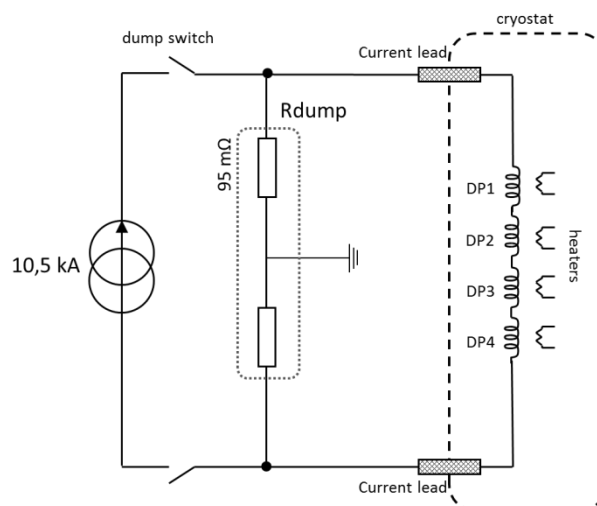 cryostat
dump switch
Current lead
Rdump
95 mΩ
DP1
DP2
DP3
DP4
heaters
10,5 kA
Current lead